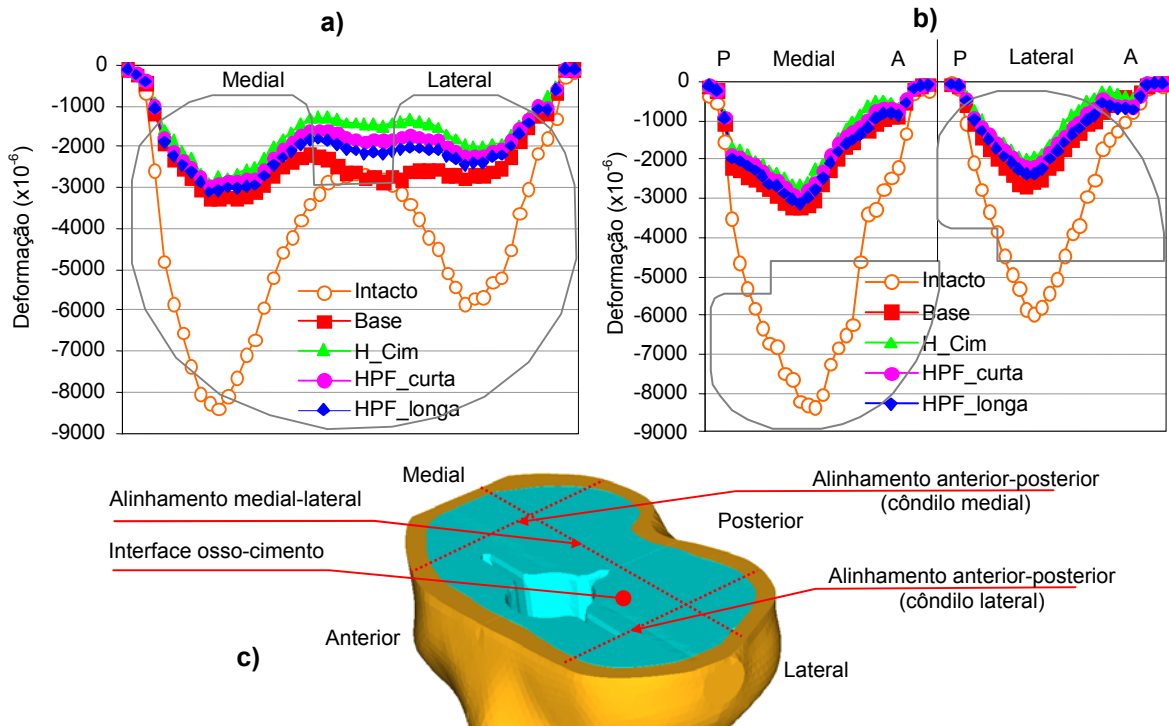 a)
Medial
Lateral
0
-1000
-2000
-3000
-4000
-5000
-6000
-7000
-8000
-9000
Deformação (x10⁻⁶)
Intacto
Base
H_Cim
HPF_curta
HPF_longa
b)
P Medial A P Lateral A
0
-1000
-2000
-3000
-4000
-5000
-6000
-7000
-8000
-9000
Deformação (x10⁻⁶)
Intacto
Base
H_Cim
HPF_curta
HPF_longa
Medial
Alinhamento medial-lateral
Interface osso-cimento
Alinhamento anterior-posterior
(côndilo medial)
Posterior
Alinhamento anterior-posterior
(côndilo lateral)
Anterior
c)
Lateral